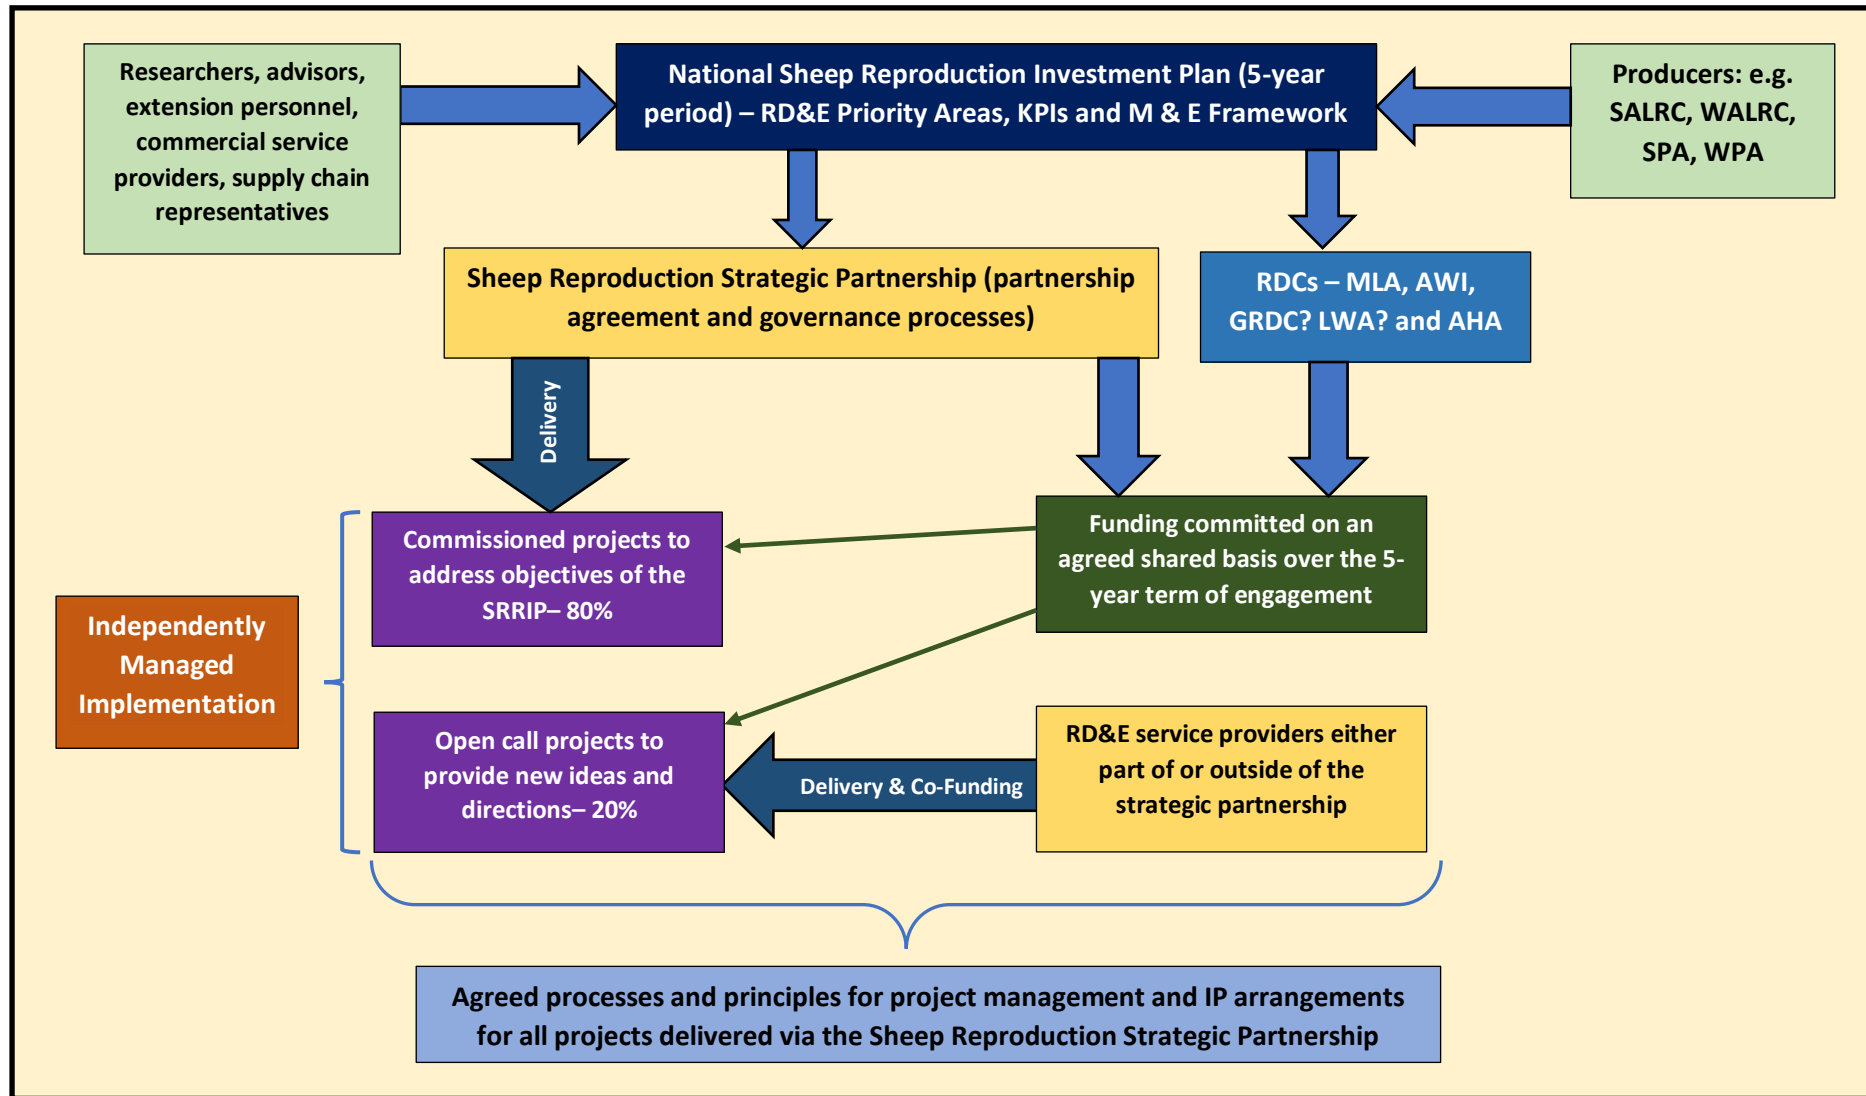 Researchers, advisors,
extension personnel,
commercial service
providers, supply chain
representatives
National Sheep Reproduction Investment Plan (5-year
period) – RD&E Priority Areas, KPIs and M & E Framework
Producers: e.g.
SALRC, WALRC,
SPA, WPA
Sheep Reproduction Strategic Partnership (partnership
agreement and governance processes)
RDCs – MLA, AWI,
GRDC? LWA? and AHA
Delivery
Commissioned projects to
address objectives of the
SRRIP– 80%
Funding committed on an
agreed shared basis over the 5-
year term of engagement
Independently
Managed
Implementation
Open call projects to
provide new ideas and
directions– 20%
Delivery & Co-Funding
RD&E service providers either
part of or outside of the
strategic partnership
Agreed processes and principles for project management and IP arrangements
for all projects delivered via the Sheep Reproduction Strategic Partnership